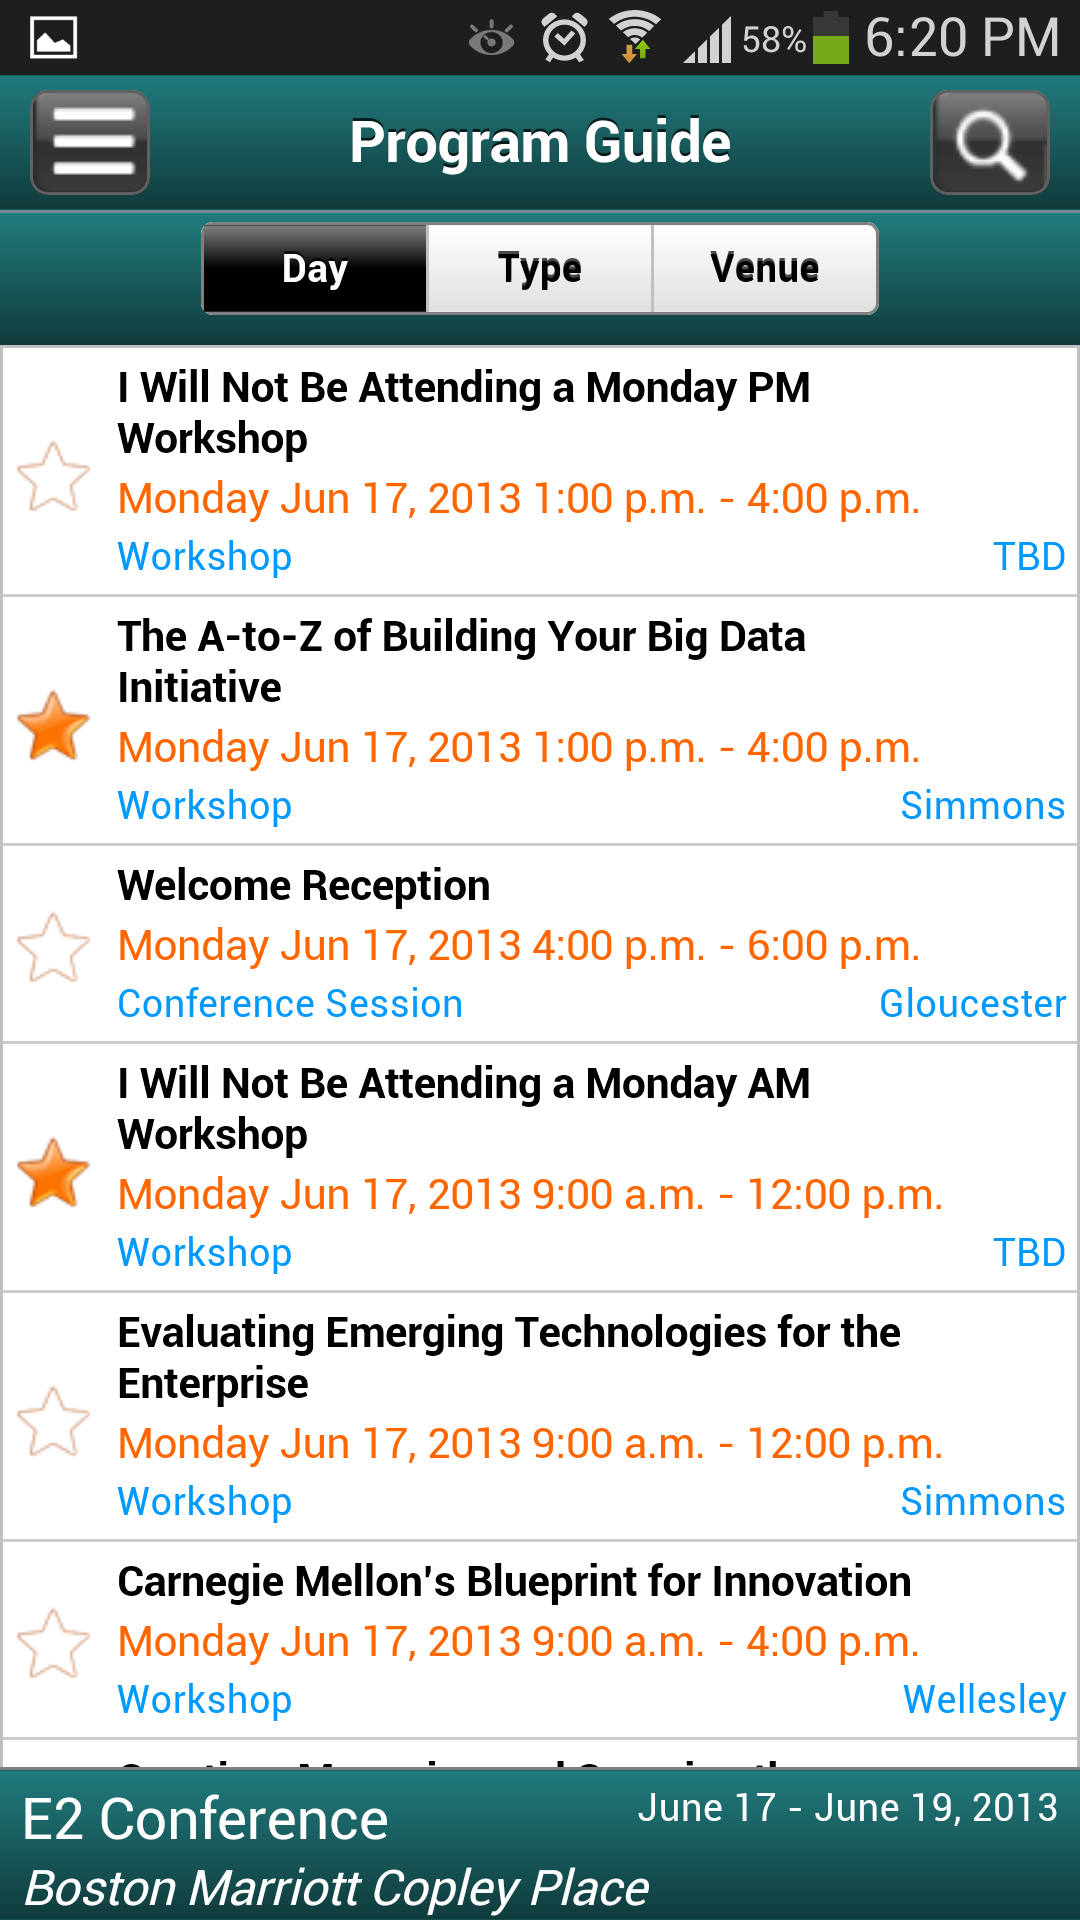 58% 6:20 PM
Program Guide
Day Type Venue
I Will Not Be Attending a Monday PM
Workshop
Monday Jun 17, 2013 1:00 p.m. - 4:00 p.m.
Workshop TBD
The A-to-Z of Building Your Big Data
Initiative
Monday Jun 17, 2013 1:00 p.m. - 4:00 p.m.
Workshop Simmons
Welcome Reception
Monday Jun 17, 2013 4:00 p.m. - 6:00 p.m.
Conference Session Gloucester
I Will Not Be Attending a Monday AM
Workshop
Monday Jun 17, 2013 9:00 a.m. - 12:00 p.m.
Workshop TBD
Evaluating Emerging Technologies for the
Enterprise
Monday Jun 17, 2013 9:00 a.m. - 12:00 p.m.
Workshop Simmons
Carnegie Mellon's Blueprint for Innovation
Monday Jun 17, 2013 9:00 a.m. - 4:00 p.m.
Workshop Wellesley
E2 Conference June 17 - June 19, 2013
Boston Marriott Copley Place